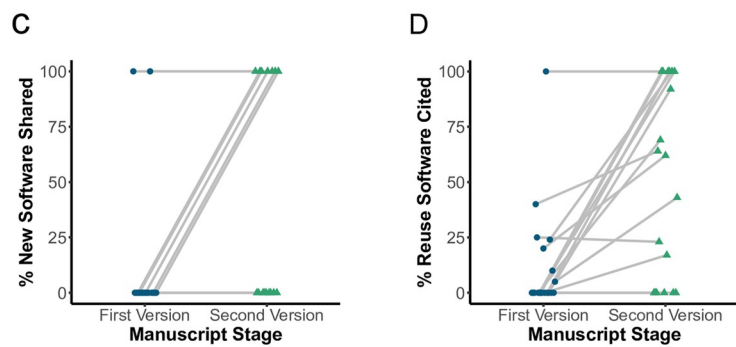 C
% New Software Shared
100
75
50
25
0
First Version
Second Version
Manuscript Stage
D
% Reuse Software Cited
100
75
50
25
0
First Version
Second Version
Manuscript Stage